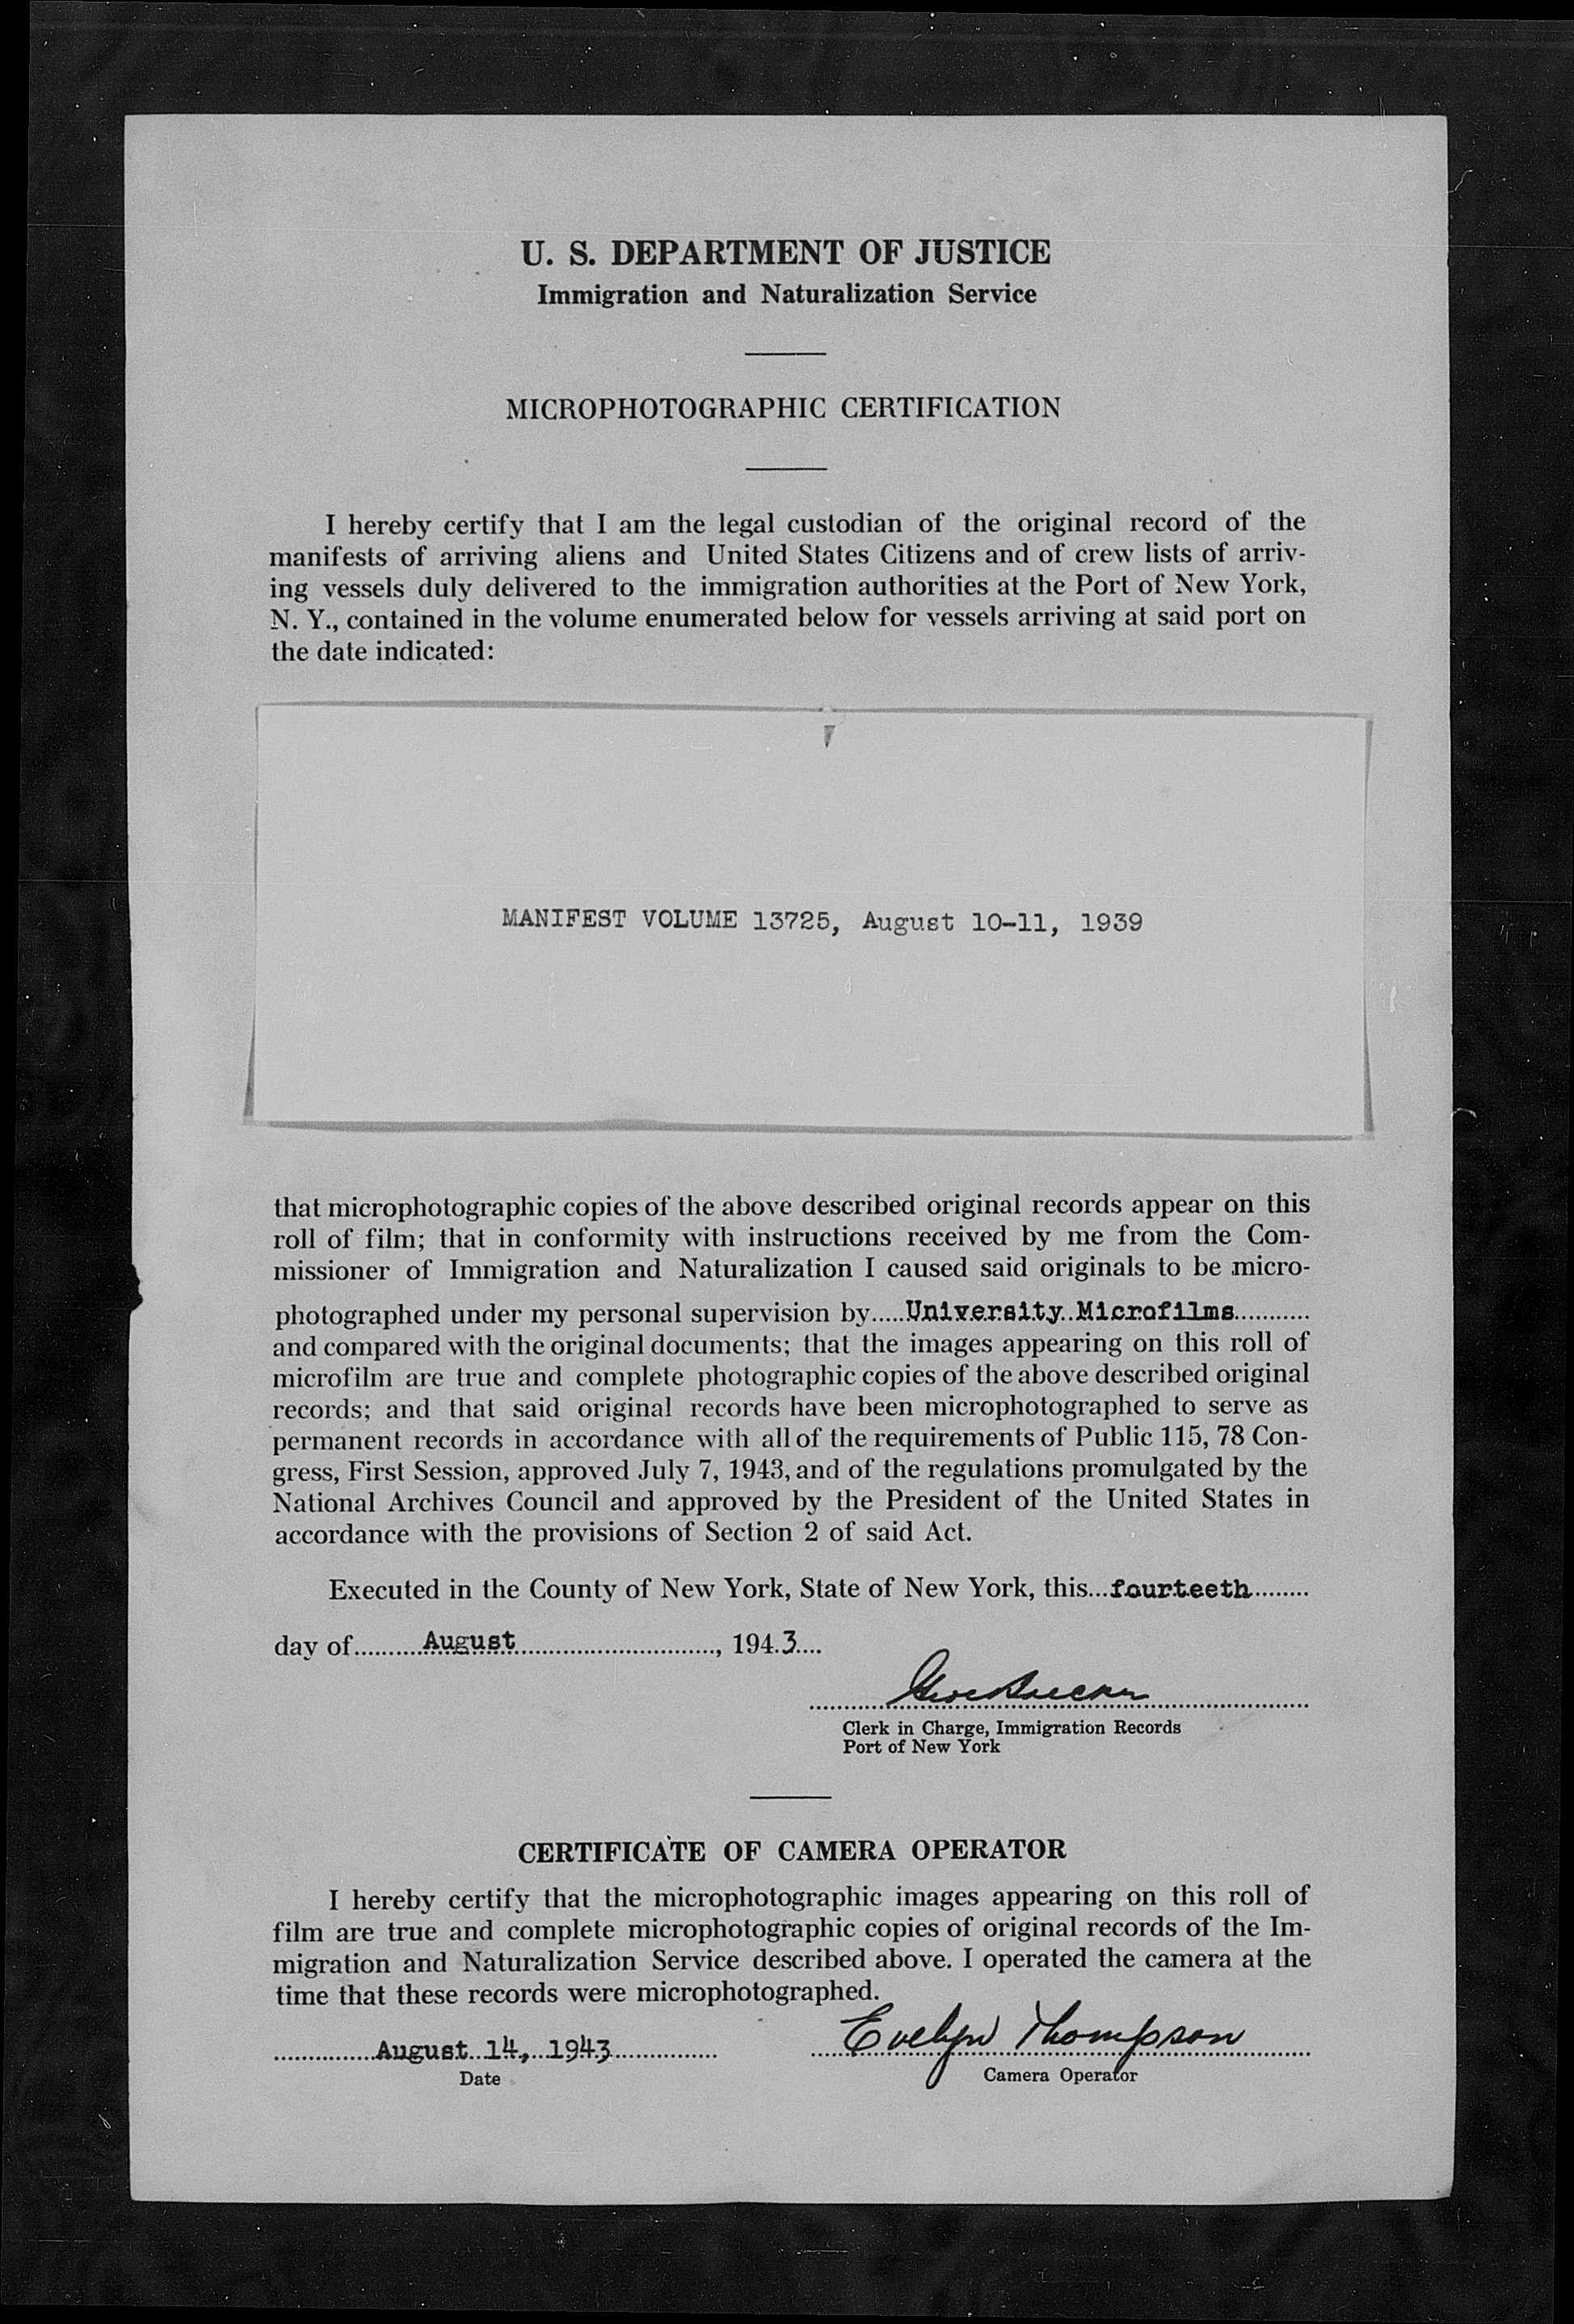 U. S. DEPARTMENT OF JUSTICE
Immigration and Naturalization Service
MICROPHOTOGRAPHIC CERTIFICATION
I hereby certify that I am the legal custodian of the original record of the
manifests of arriving aliens and United States Citizens and of crew lists of arriv-
ing vessels duly delivered to the immigration authorities at the Port of New York,
N. Y., contained in the volume enumerated below for vessels arriving at said port on
the date indicated:
MANIFEST VOLUME 13725, August 10-11, 1939
that microphotographic copies of the above described original records appear on this
roll of film; that in conformity with instructions received by me from the Com-
missioner of Immigration and Naturalization I caused said originals to be micro-
photographed under my personal supervision by.....University Microfilms...........
and compared with the original documents; that the images appearing on this roll of
microfilm are true and complete photographic copies of the above described original
records; and that said original records have been microphotographed to serve as
permanent records in accordance with all of the requirements of Public 115, 78 Con-
gress, First Session, approved July 7, 1943, and of the regulations promulgated by the
National Archives Council and approved by the President of the United States in
accordance with the provisions of Section 2 of said Act.
Executed in the County of New York, State of New York, this...fourteeth.........
day of..........August.............................., 194.3....
Clerk in Charge, Immigration Records
Port of New York
CERTIFICATE OF CAMERA OPERATOR
I hereby certify that the microphotographic images appearing on this roll of
film are true and complete microphotographic copies of original records of the Im-
migration and Naturalization Service described above. I operated the camera at the
time that these records were microphotographed.
August 14, 1943
Evelyn Thompson
Date
Camera Operator